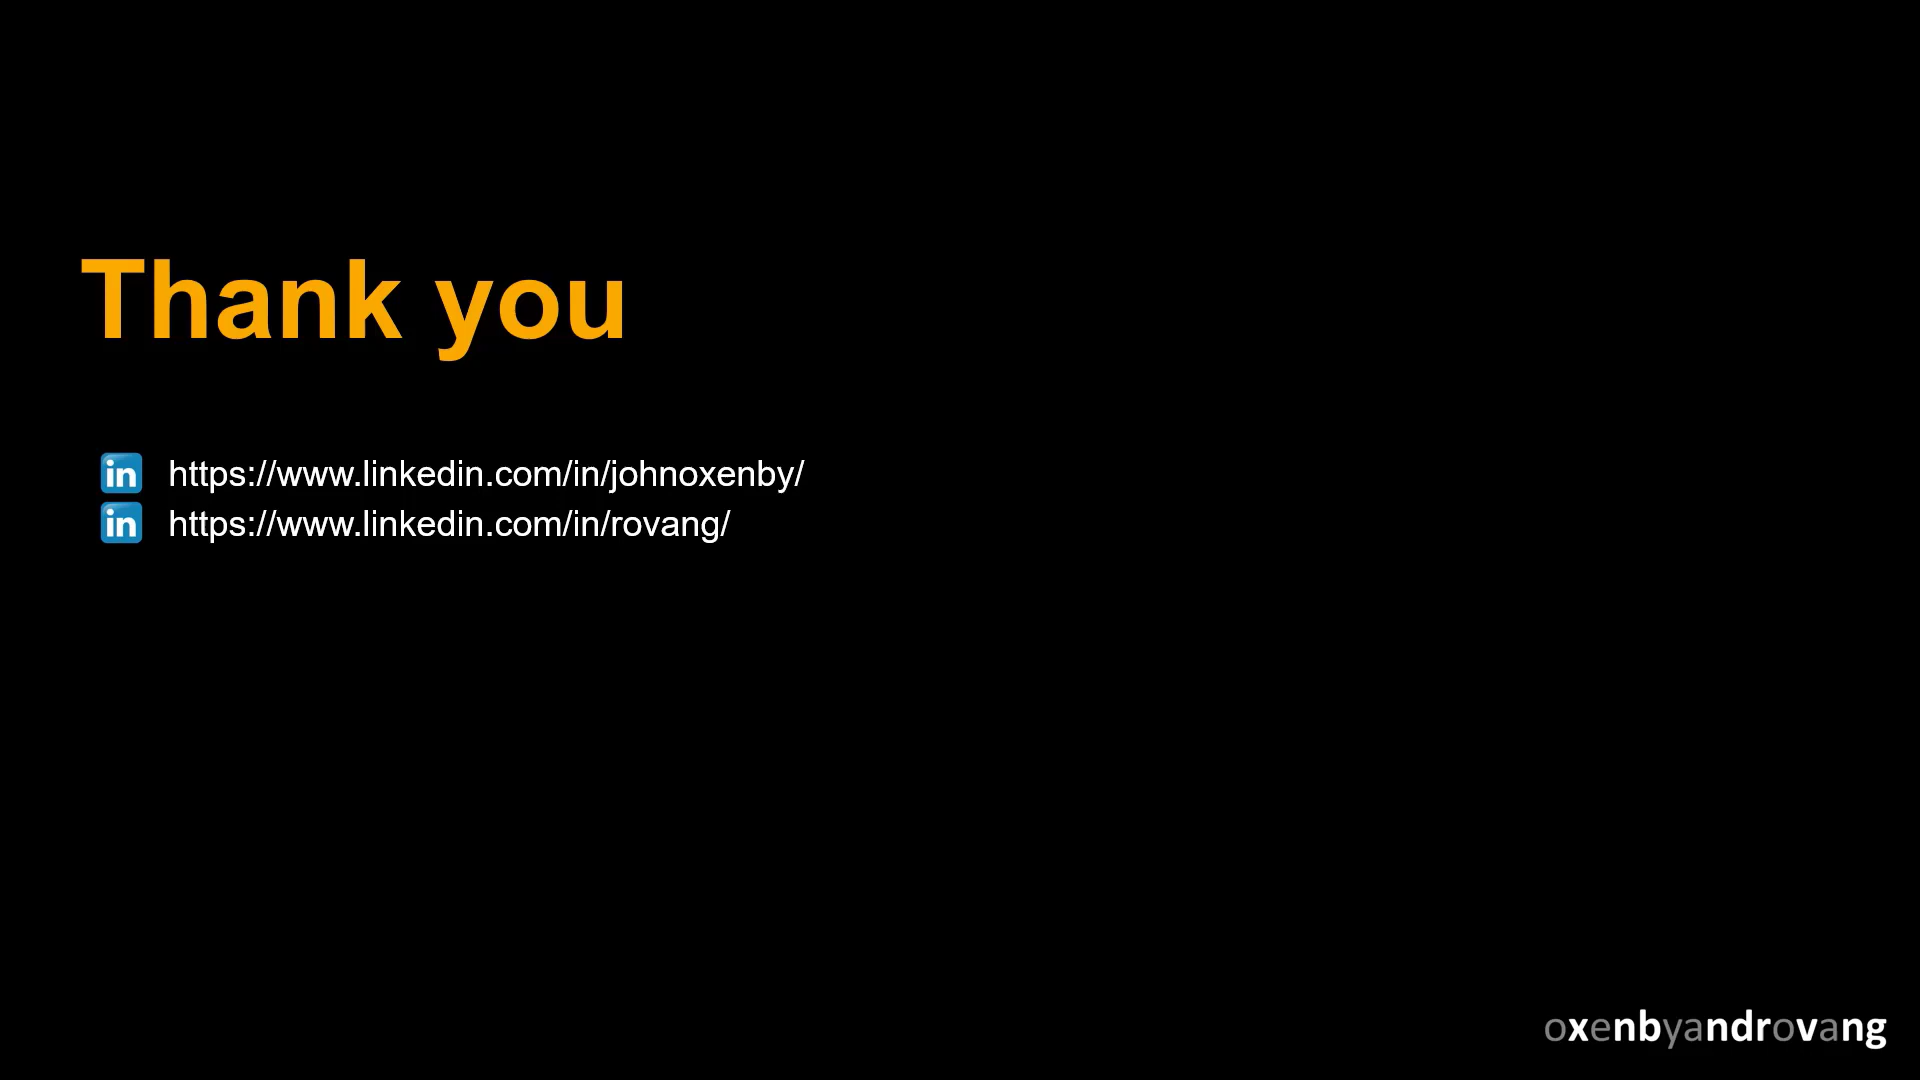 Thank you
in https://www.linkedin.com/in/johnoxenby/
in https://www.linkedin.com/in/rovang/
oxenbyandrovang